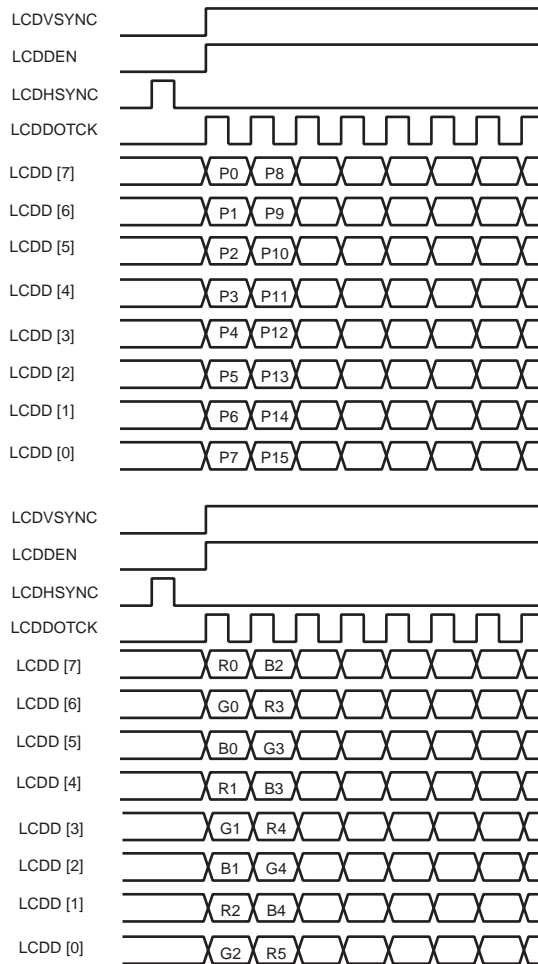 LCDVSYNC
LCDDEN
LCDHSYNC
LCDDOTCK
LCDD [7] P0 P8
LCDD [6] P1 P9
LCDD [5] P2 P10
LCDD [4] P3 P11
LCDD [3] P4 P12
LCDD [2] P5 P13
LCDD [1] P6 P14
LCDD [0] P7 P15
LCDVSYNC
LCDDEN
LCDHSYNC
LCDDOTCK
LCDD [7] R0 B2
LCDD [6] G0 R3
LCDD [5] B0 G3
LCDD [4] R1 B3
LCDD [3] G1 R4
LCDD [2] B1 G4
LCDD [1] R2 B4
LCDD [0] G2 R5